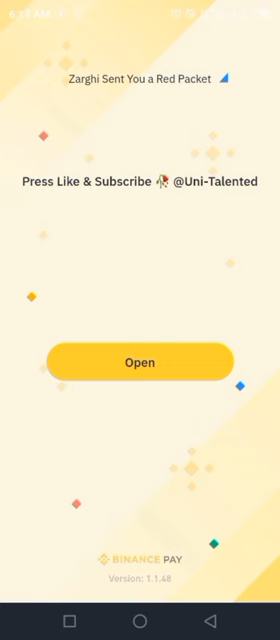 Zarghi Sent You a Red Packet
Press Like & Subscribe 🥀 @Uni-Talented
Open
BINANCE PAY
Version: 1.1.48